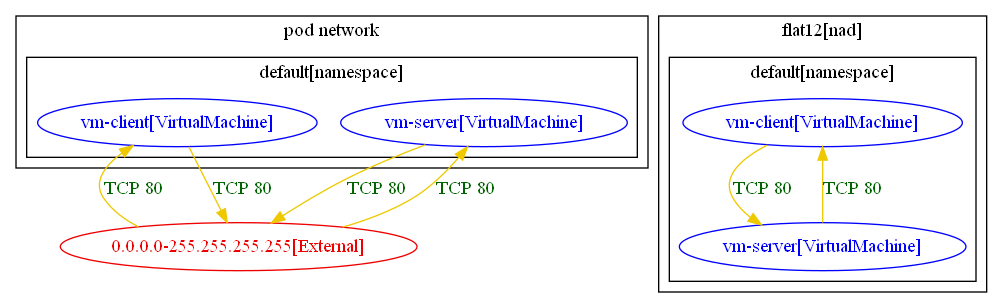 pod network
default[namespace]
vm-client[VirtualMachine]
vm-server[VirtualMachine]
TCP 80
TCP 80
TCP 80
TCP 80
0.0.0.0-255.255.255.255[External]
flat12[nad]
default[namespace]
vm-client[VirtualMachine]
TCP 80
TCP 80
vm-server[VirtualMachine]